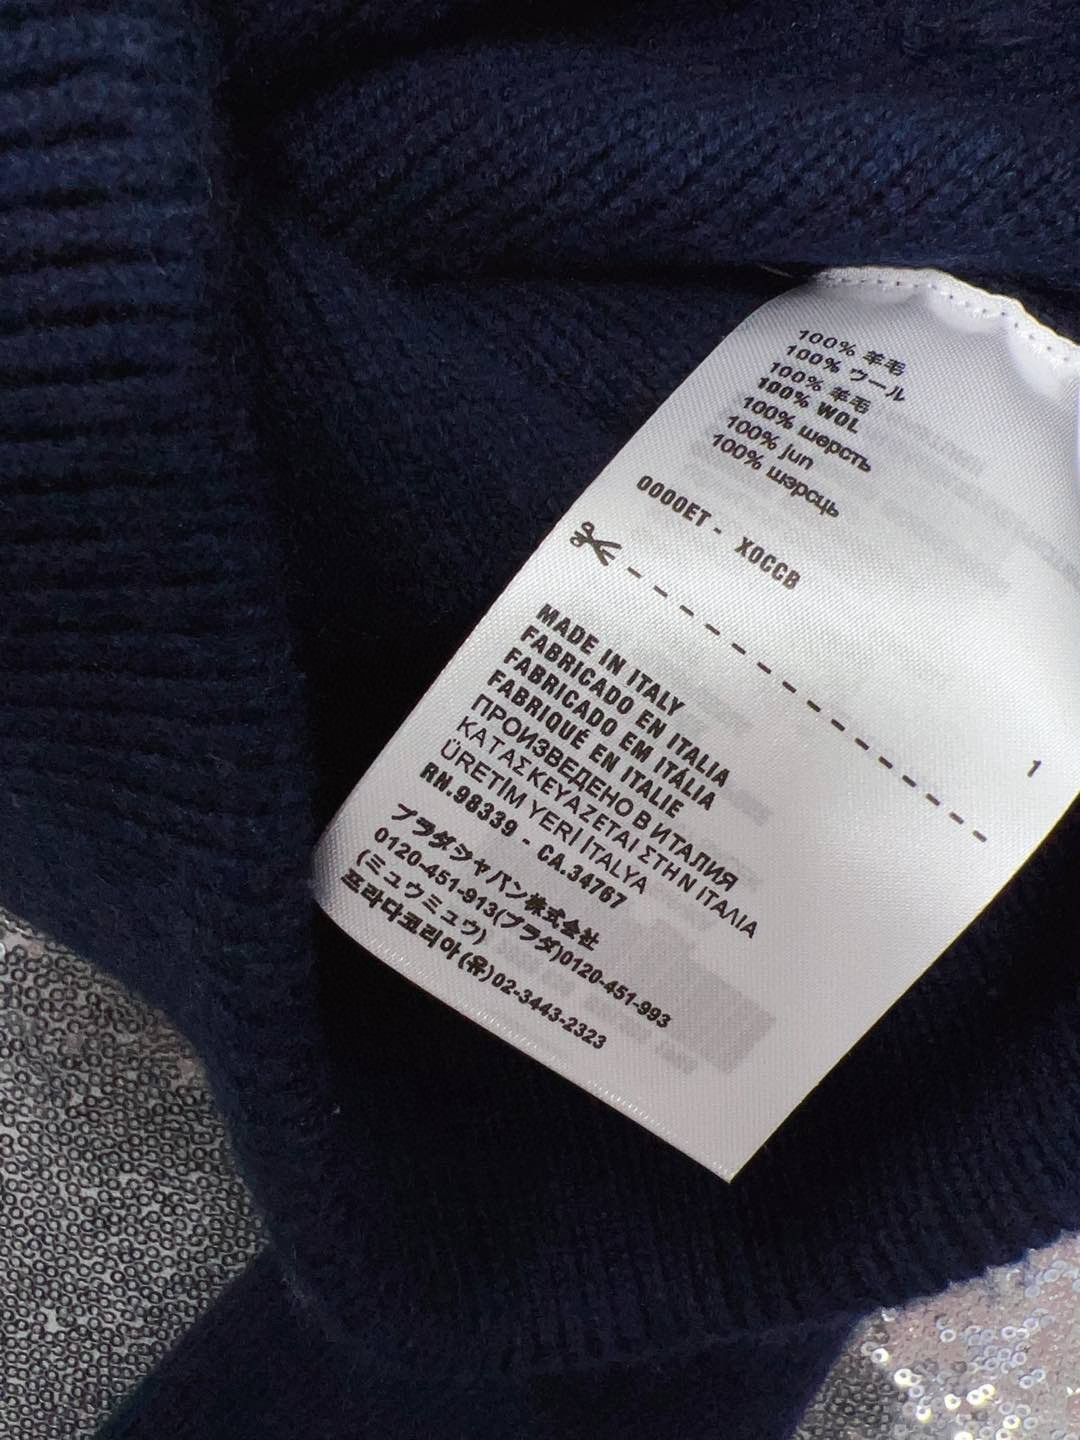 100% 羊毛
100% ウール
100% 羊毛
100% WOL
100% шерсть
100% jun
100% шэрсць
0000ET - X0CCB
1
MADE IN ITALY
FABRICADO EN ITALIA
FABRICADO EM ITÁLIA
FABRIQUÉ EN ITALIE
ПРОИЗВЕДЕНО В ИТАЛИЯ
ΚΑΤΑΣΚΕΥΑΖΕΤΑΙ ΣΤΗΝ ΙΤΑΛΙΑ
ÜRETİM YERİ İTALYA
RN.98339 - CA.34767
プラダジャパン株式会社
0120-451-913(プラダ)0120-451-993
(ミュウミュウ)
프라다코리아(유)02-3443-2323